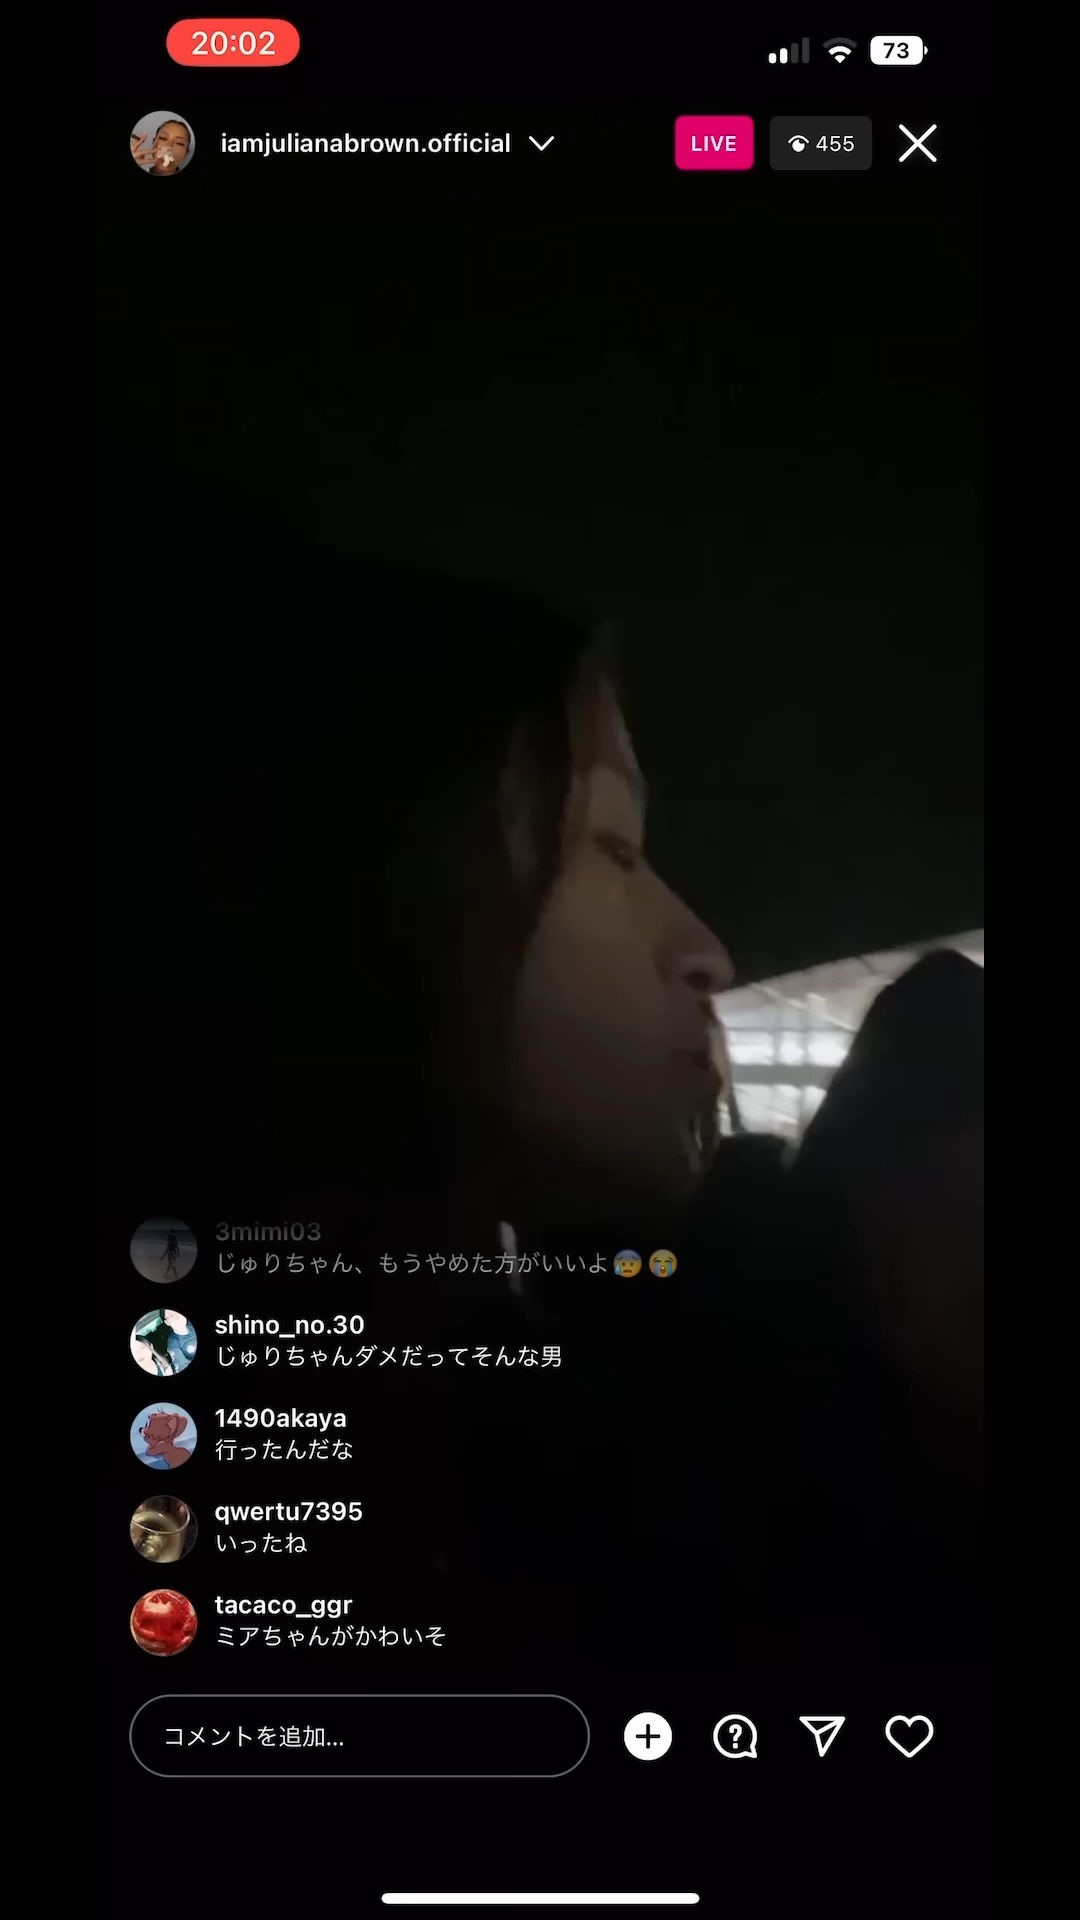 20:02
73
iamjulianabrown.official
LIVE
455
3mimi03
じゅりちゃん、もうやめた方がいいよ😰😭
shino_no.30
じゅりちゃんダメだってそんな男
1490akaya
行ったんだな
qwertu7395
いったね
tacaco_ggr
ミアちゃんがかわいそ
コメントを追加...